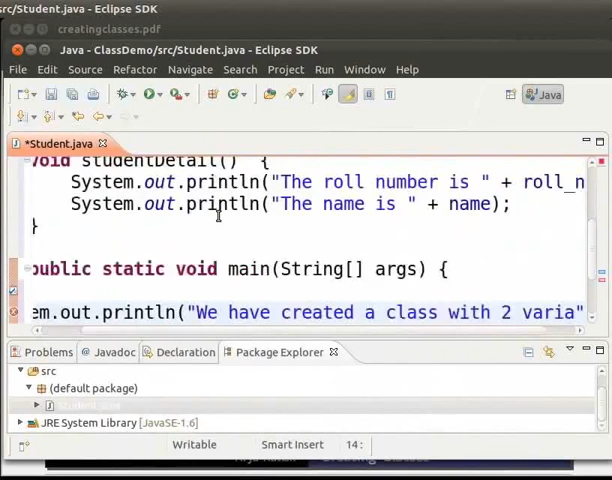 src/Student.java - Eclipse SDK
creatingclasses.pdf
Java - ClassDemo/src/Student.java - Eclipse SDK
File Edit Source Refactor Navigate Search Project Run Window Help
Java
*Student.java
void studentDetail() {
System.out.println("The roll number is " + roll_n
System.out.println("The name is " + name);
}
public static void main(String[] args) {
em.out.println("We have created a class with 2 varia"
Problems Javadoc Declaration Package Explorer
src
(default package)
Student.java
JRE System Library [JavaSE-1.6]
Writable Smart Insert 14: